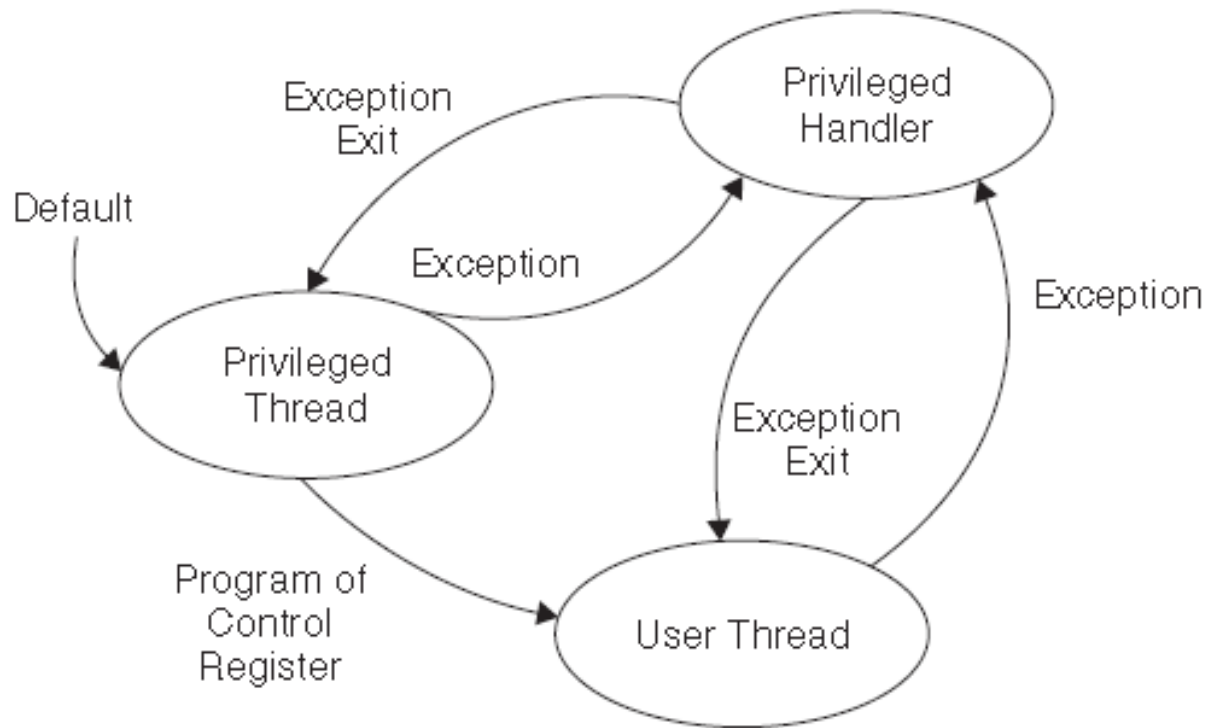 Privileged
Handler
Exception
Exit
Default
Exception
Exception
Privileged
Thread
Exception
Exit
Program of
Control
Register
User Thread